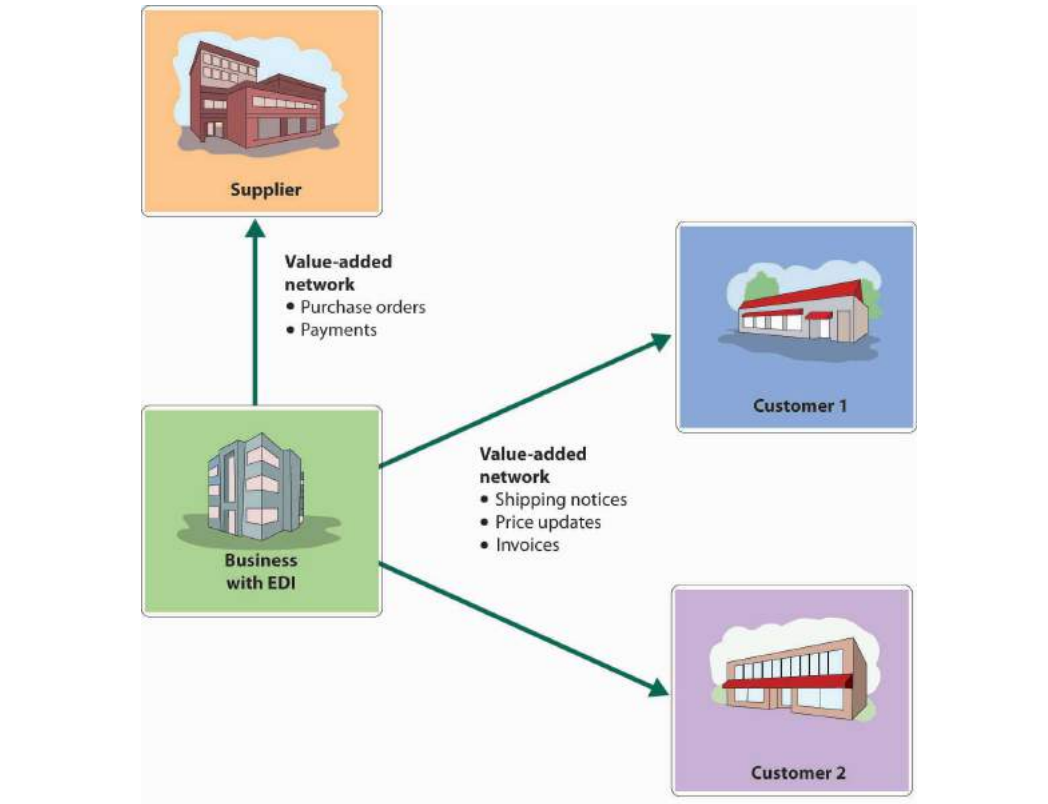 Supplier
Value-added
network
• Purchase orders
• Payments
Customer 1
Value-added
network
• Shipping notices
• Price updates
• Invoices
Business
with EDI
Customer 2